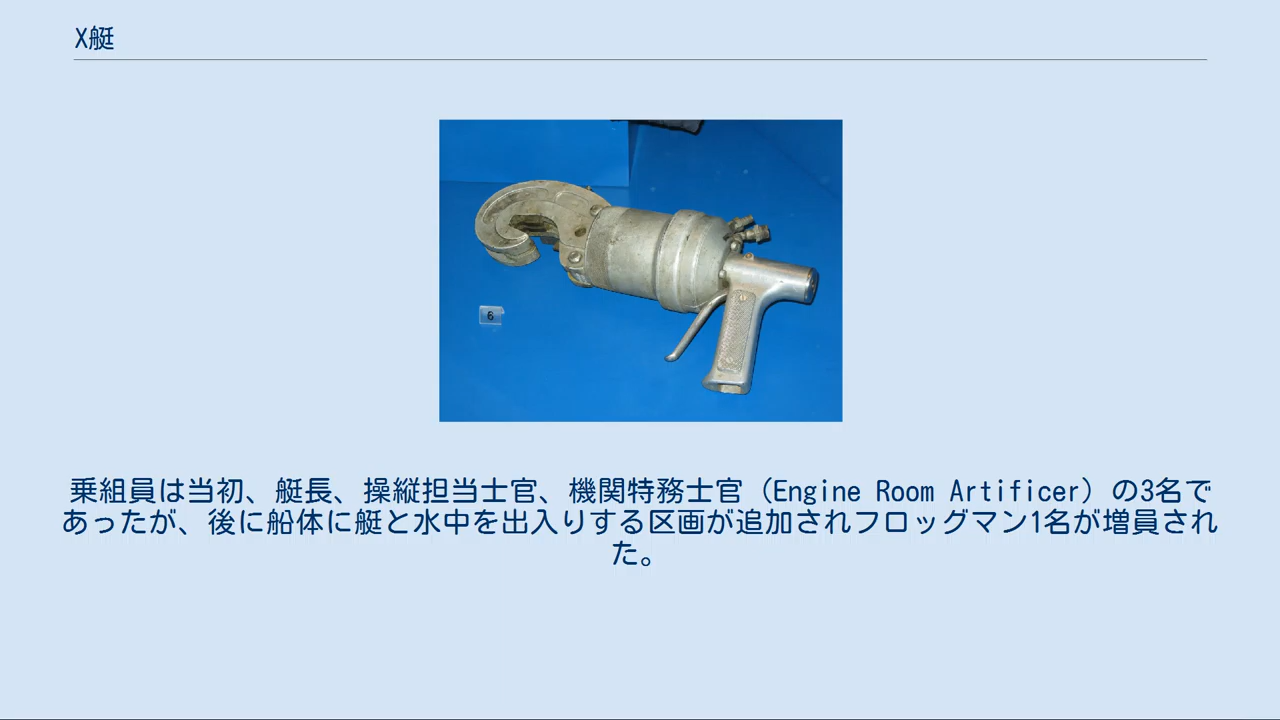 X艇
6
乗組員は当初、艇長、操縦担当士官、機関特務士官（Engine Room Artificer）の3名で
あったが、後に船体に艇と水中を出入りする区画が追加されフロッグマン1名が増員され
た。